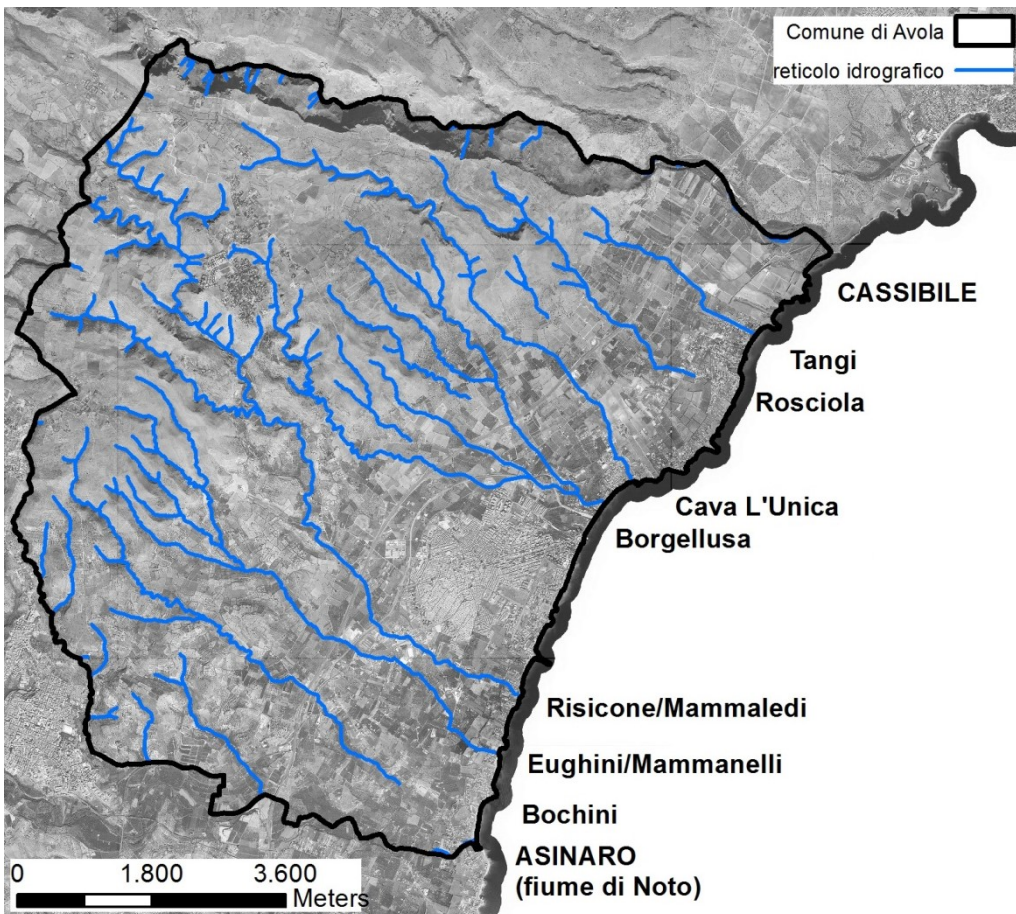 Comune di Avola
reticolo idrografico
CASSIBILE
Tangi
Rosciola
Cava L'Unica
Borgellusa
Risicone/Mammaledi
Eughini/Mammanelli
Bochini
ASINARO
(fiume di Noto)
0 1.800 3.600
Meters